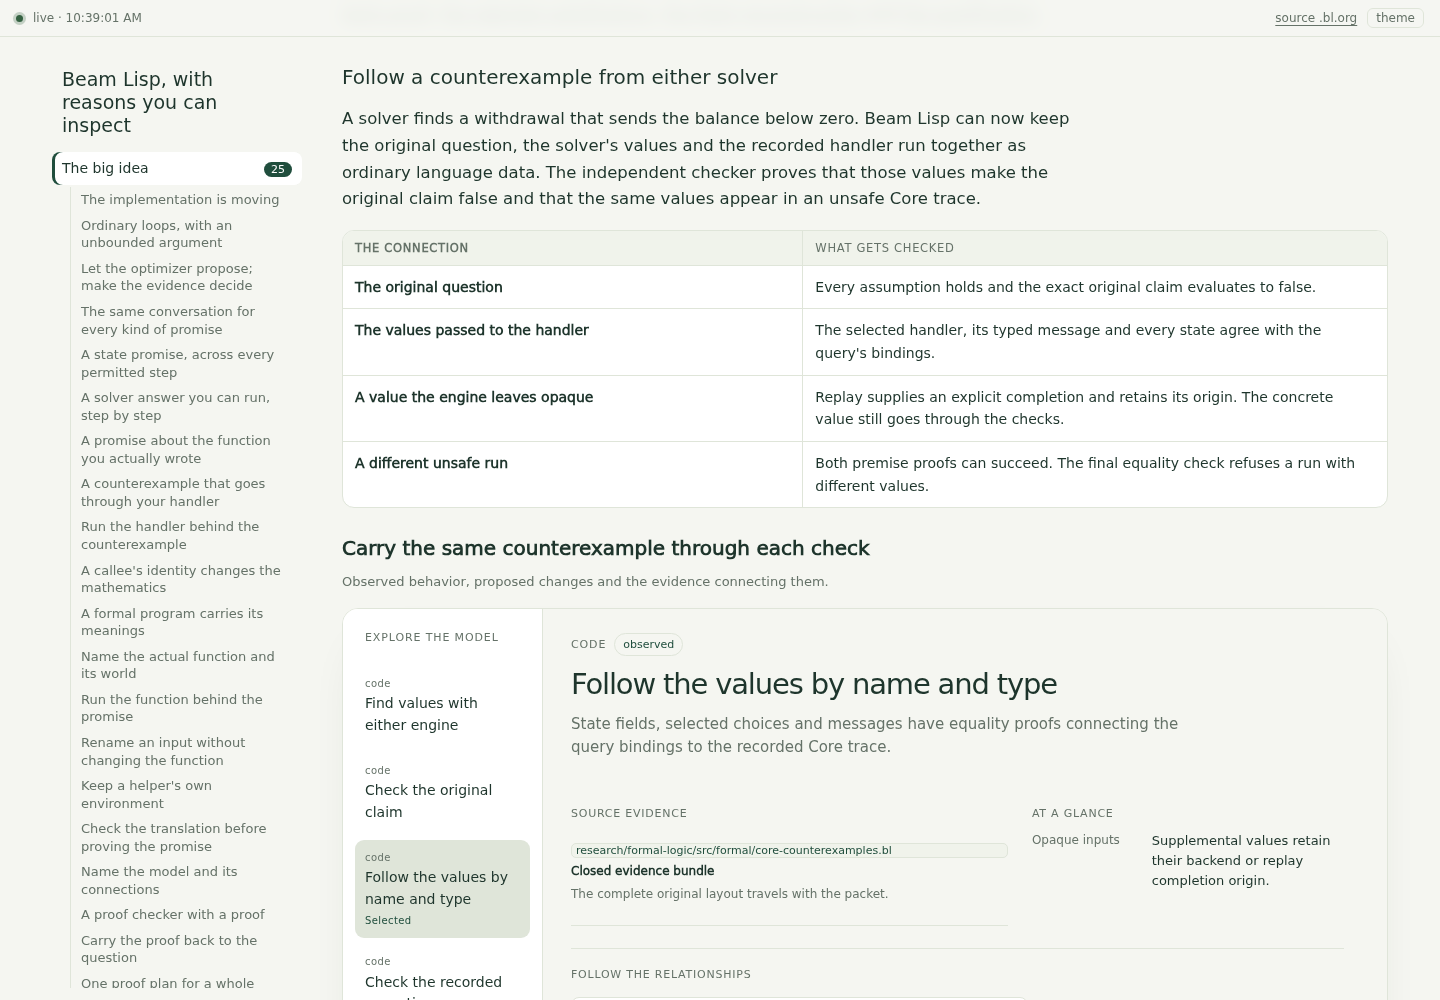 live · 10:39:01 AM
source .bl.org
theme
Beam Lisp, with
reasons you can
inspect
The big idea
25
The implementation is moving
Ordinary loops, with an
unbounded argument
Let the optimizer propose;
make the evidence decide
The same conversation for
every kind of promise
A state promise, across every
permitted step
A solver answer you can run,
step by step
A promise about the function
you actually wrote
A counterexample that goes
through your handler
Run the handler behind the
counterexample
A callee's identity changes the
mathematics
A formal program carries its
meanings
Name the actual function and
its world
Run the function behind the
promise
Rename an input without
changing the function
Keep a helper's own
environment
Check the translation before
proving the promise
Name the model and its
connections
A proof checker with a proof
Carry the proof back to the
question
One proof plan for a whole
Follow a counterexample from either solver
A solver finds a withdrawal that sends the balance below zero. Beam Lisp can now keep
the original question, the solver's values and the recorded handler run together as
ordinary language data. The independent checker proves that those values make the
original claim false and that the same values appear in an unsafe Core trace.
THE CONNECTION
WHAT GETS CHECKED
The original question
Every assumption holds and the exact original claim evaluates to false.
The values passed to the handler
The selected handler, its typed message and every state agree with the
query's bindings.
A value the engine leaves opaque
Replay supplies an explicit completion and retains its origin. The concrete
value still goes through the checks.
A different unsafe run
Both premise proofs can succeed. The final equality check refuses a run with
different values.
Carry the same counterexample through each check
Observed behavior, proposed changes and the evidence connecting them.
EXPLORE THE MODEL
code
Find values with
either engine
code
Check the original
claim
code
Follow the values by
name and type
Selected
code
Check the recorded
CODE
observed
Follow the values by name and type
State fields, selected choices and messages have equality proofs connecting the
query bindings to the recorded Core trace.
SOURCE EVIDENCE
research/formal-logic/src/formal/core-counterexamples.bl
Closed evidence bundle
The complete original layout travels with the packet.
AT A GLANCE
Opaque inputs
Supplemental values retain
their backend or replay
completion origin.
FOLLOW THE RELATIONSHIPS